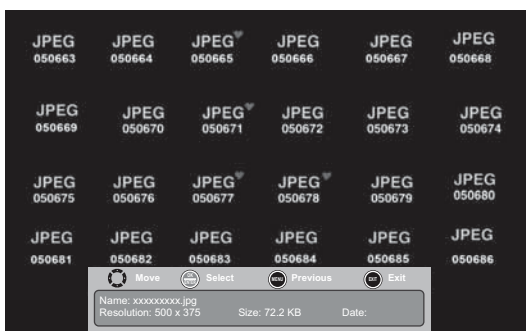 JPEG JPEG JPEG JPEG JPEG JPEG
050663 050664 050665 050666 050667 050668
JPEG JPEG JPEG JPEG JPEG JPEG
050669 050670 050671 050672 050673 050674
JPEG JPEG JPEG JPEG JPEG JPEG
050675 050676 050677 050678 050679 050680
JPEG JPEG JPEG JPEG JPEG JPEG
050681 050682 050683 050684 050685 050686
Move Select MENU Previous EXIT Exit
Name: xxxxxxxxx.jpg
Resolution: 500 x 375 Size: 72.2 KB Date: